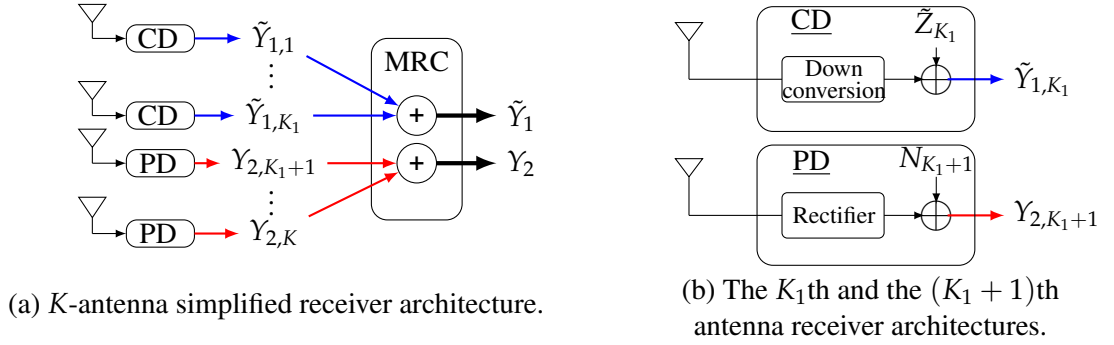 CD
Ỹ₁,₁
⋮
CD
Ỹ₁,K₁
PD
Y₂,K₁+1
⋮
PD
Y₂,K
MRC
+
Ỹ₁
+
Y₂
(a) K-antenna simplified receiver architecture.
CD
Z̃K₁
Down
conversion
Ỹ₁,K₁
PD
NK₁+1
Rectifier
Y₂,K₁+1
(b) The K₁th and the (K₁ + 1)th
antenna receiver architectures.